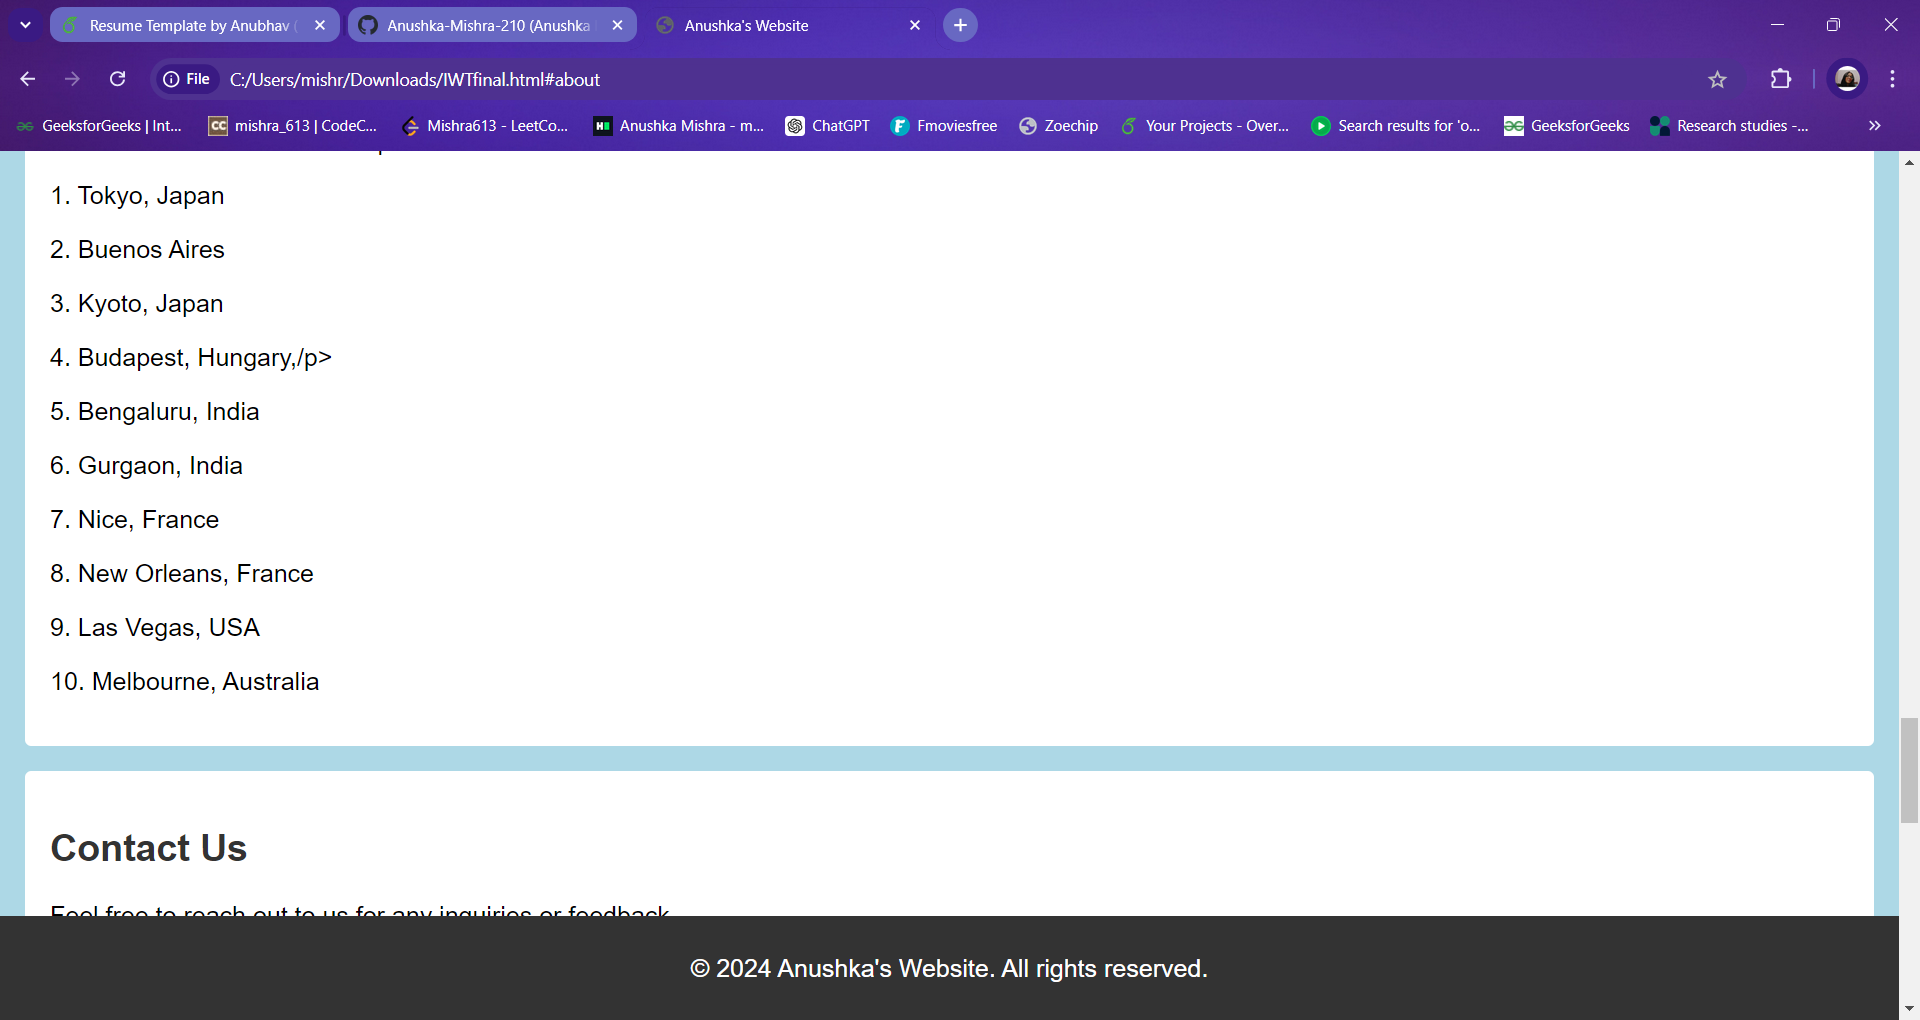 Resume Template by Anubhav (
Anushka-Mishra-210 (Anushka
Anushka's Website
File
C:/Users/mishr/Downloads/IWTfinal.html#about
GeeksforGeeks | Int...
CC
mishra_613 | CodeC...
Mishra613 - LeetCo...
H
Anushka Mishra - m...
ChatGPT
F
Fmoviesfree
Zoechip
Your Projects - Over...
Search results for 'o...
GeeksforGeeks
Research studies -...
1. Tokyo, Japan
2. Buenos Aires
3. Kyoto, Japan
4. Budapest, Hungary,/p>
5. Bengaluru, India
6. Gurgaon, India
7. Nice, France
8. New Orleans, France
9. Las Vegas, USA
10. Melbourne, Australia
Contact Us
Feel free to reach out to us for any inquiries or feedback
© 2024 Anushka's Website. All rights reserved.